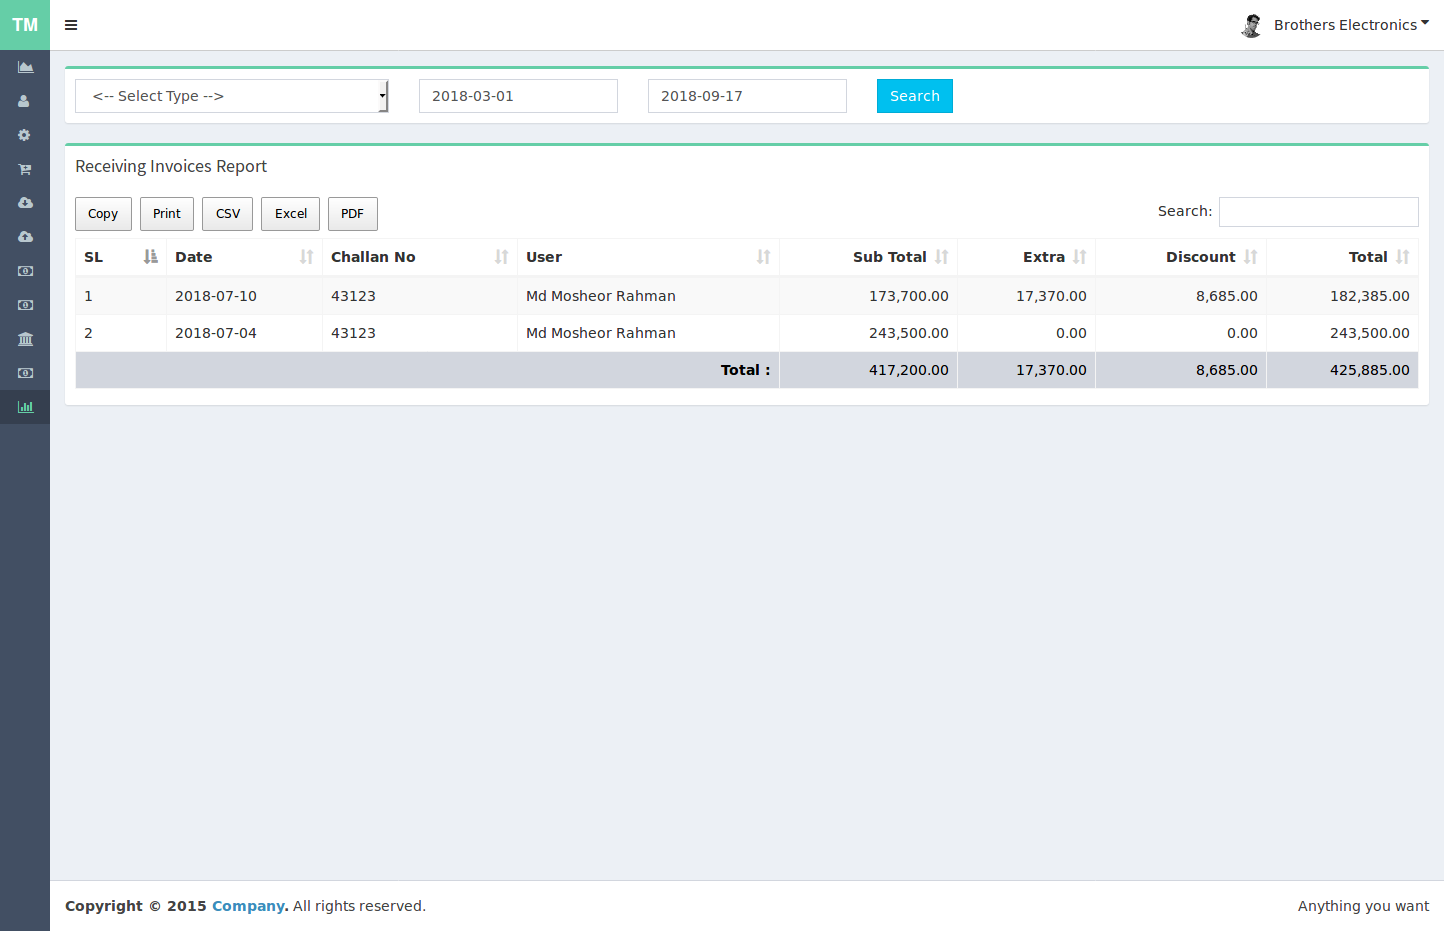 TM
Brothers Electronics
<-- Select Type --> 2018-03-01 2018-09-17 Search
Receiving Invoices Report
Copy Print CSV Excel PDF Search:
SL Date Challan No User Sub Total Extra Discount Total
1 2018-07-10 43123 Md Mosheor Rahman 173,700.00 17,370.00 8,685.00 182,385.00
2 2018-07-04 43123 Md Mosheor Rahman 243,500.00 0.00 0.00 243,500.00
Total : 417,200.00 17,370.00 8,685.00 425,885.00
Copyright © 2015 Company. All rights reserved. Anything you want